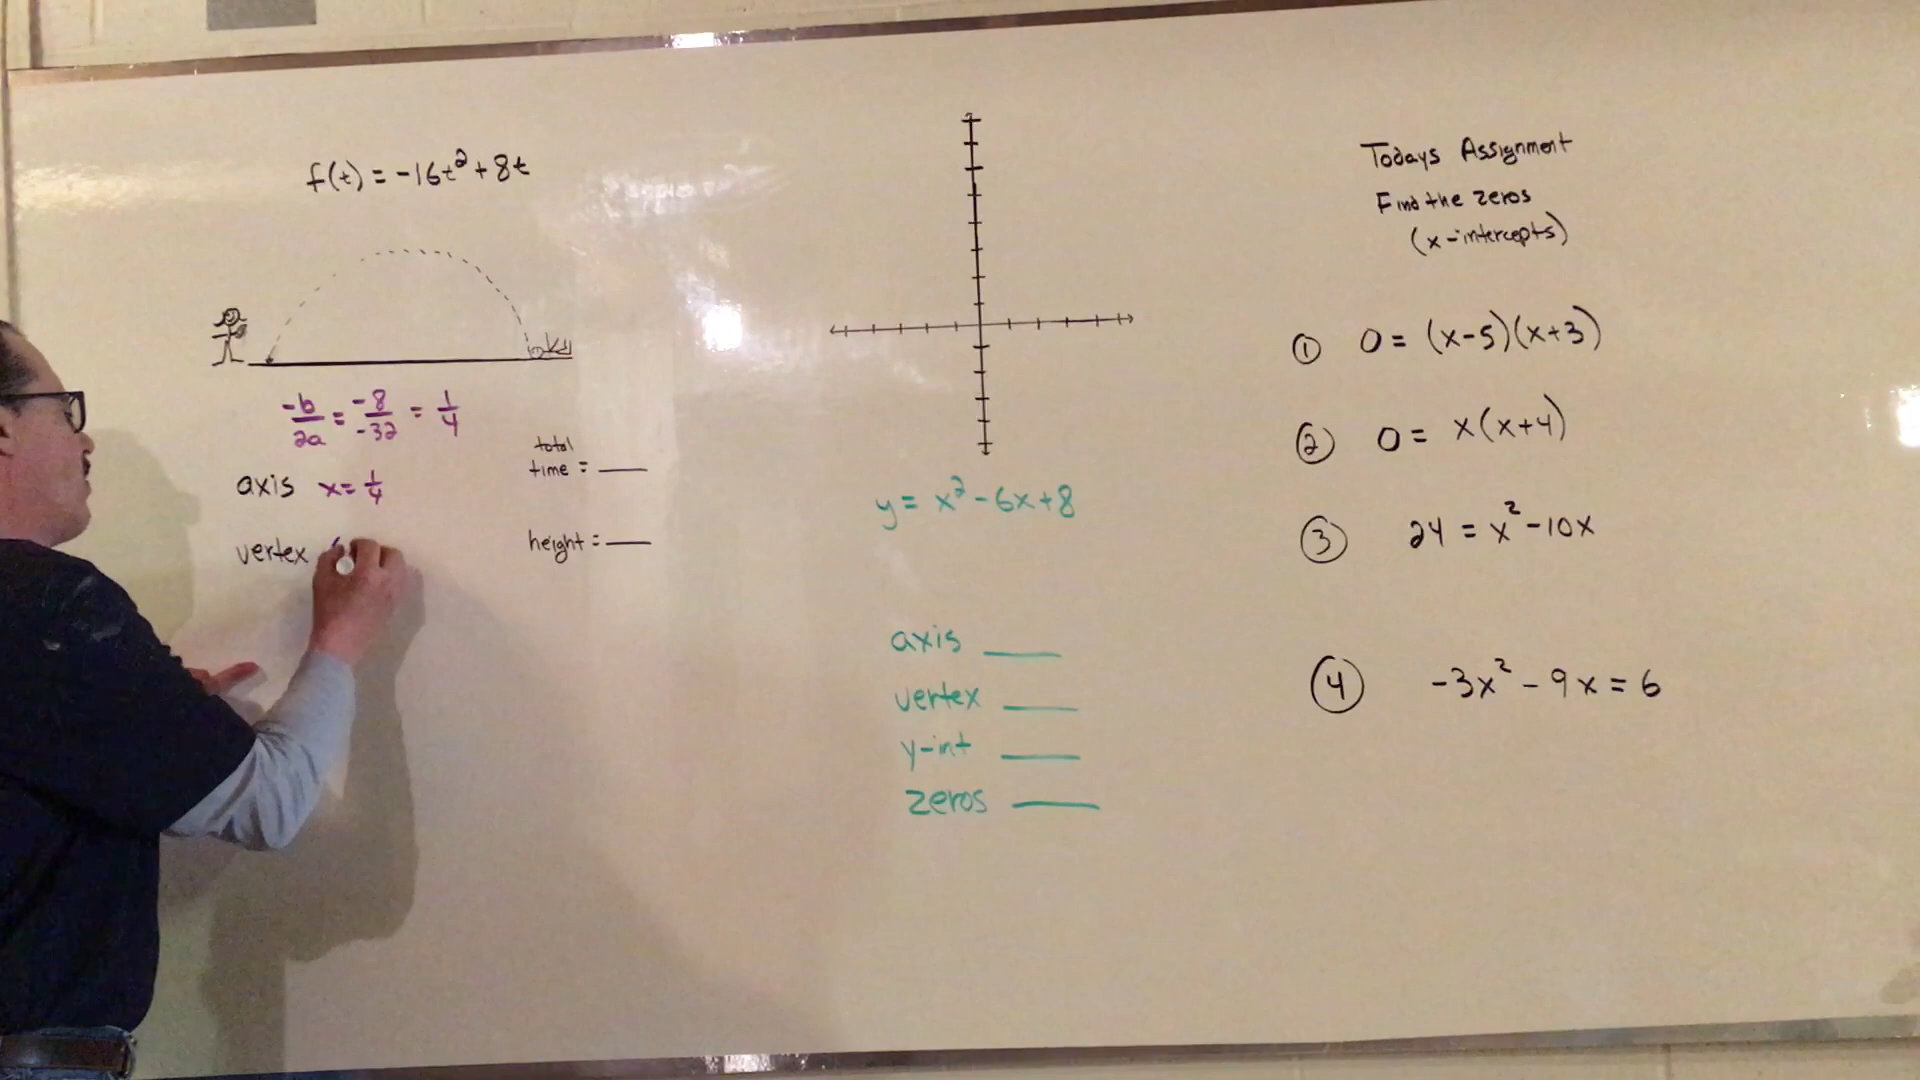 f(t) = -16t² + 8t
-b/2a = -8/-32 = 1/4
axis x = 1/4
vertex (
total
time = ___
height = ___
y = x² - 6x + 8
axis ___
vertex ___
y-int ___
zeros ___
Todays Assignment
Find the zeros
(x-intercepts)
① 0 = (x-5)(x+3)
② 0 = x(x+4)
③ 24 = x² - 10x
④ -3x² - 9x = 6